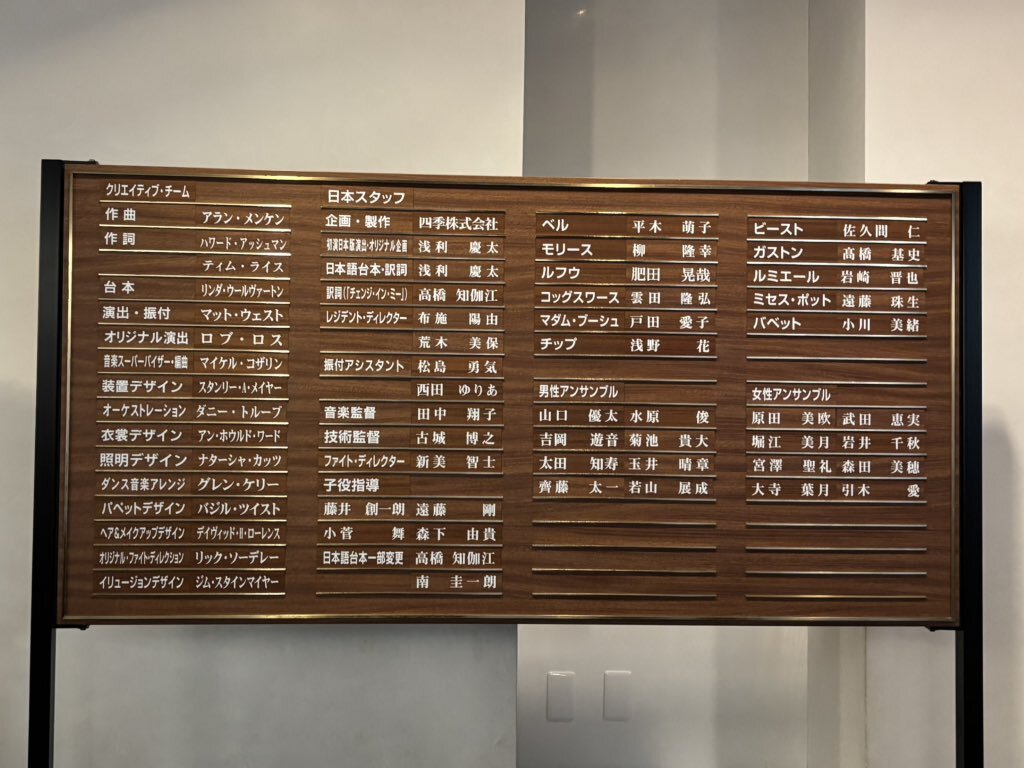 クリエイティブ・チーム
作曲 アラン・メンケン
作詞 ハワード・アッシュマン
ティム・ライス
台本 リンダ・ウールヴァートン
演出・振付 マット・ウェスト
オリジナル演出 ロブ・ロス
音楽スーパーバイザー・編曲 マイケル・コザリン
装置デザイン スタンリー・A・メイヤー
オーケストレーション ダニー・トルーブ
衣裳デザイン アン・ホウルド・ワード
照明デザイン ナターシャ・カッツ
ダンス音楽アレンジ グレン・ケリー
パペットデザイン バジル・ツイスト
ヘア&メイクアップデザイン デイヴィッド・H・ローレンス
オリジナル・ファイト・ディレクション リック・ソーデレー
イリュージョンデザイン ジム・スタインマイヤー
日本スタッフ
企画・製作 四季株式会社
初演日本版演出・オリジナル企画 浅利 慶太
日本語台本・訳詞 浅利 慶太
訳詞(「チェンジ・イン・ミー」) 高橋 知伽江
レジデント・ディレクター 布施 陽由
荒木 美保
振付アシスタント 松島 勇気
西田 ゆりあ
音楽監督 田中 翔子
技術監督 古城 博之
ファイト・ディレクター 新美 智士
子役指導
藤井 創一朗 遠藤 剛
小菅 舞 森下 由貴
日本語台本一部変更 高橋 知伽江
南 圭一朗
ベル 平木 萌子
モリース 柳 隆幸
ルフウ 肥田 晃哉
コッグスワース 雲田 隆弘
マダム・ブーシュ 戸田 愛子
チップ 浅野 花
男性アンサンブル
山口 優太 水原 俊
吉岡 遊音 菊池 貴大
太田 知寿 玉井 晴章
齊藤 太一 若山 展成
ビースト 佐久間 仁
ガストン 髙橋 基史
ルミエール 岩崎 晋也
ミセス・ポット 遠藤 珠生
バベット 小川 美緒
女性アンサンブル
原田 美欧 武田 恵実
堀江 美月 岩井 千秋
宮澤 聖礼 森田 美穂
大寺 葉月 引木 愛